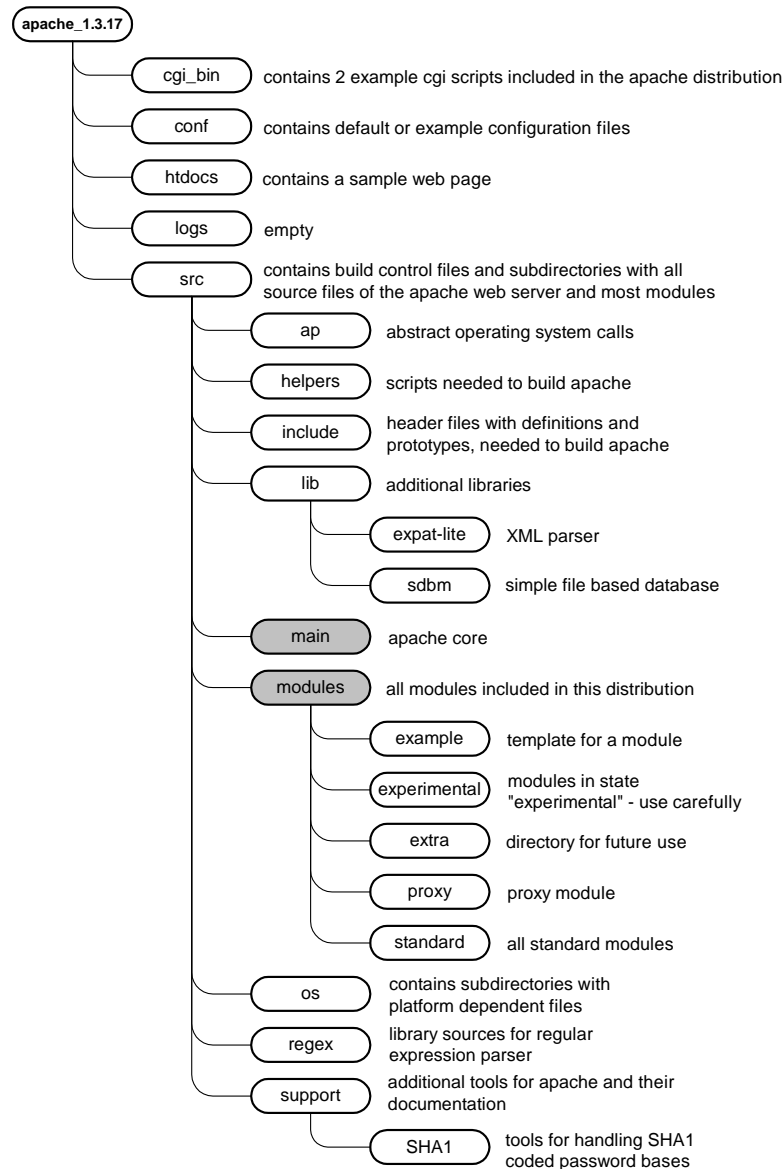 apache_1.3.17
cgi_bin contains 2 example cgi scripts included in the apache distribution
conf contains default or example configuration files
htdocs contains a sample web page
logs empty
src contains build control files and subdirectories with all
source files of the apache web server and most modules
ap abstract operating system calls
helpers scripts needed to build apache
include header files with definitions and
prototypes, needed to build apache
lib additional libraries
expat-lite XML parser
sdbm simple file based database
main apache core
modules all modules included in this distribution
example template for a module
experimental modules in state
"experimental" - use carefully
extra directory for future use
proxy proxy module
standard all standard modules
os contains subdirectories with
platform dependent files
regex library sources for regular
expression parser
support additional tools for apache and their
documentation
SHA1 tools for handling SHA1
coded password bases